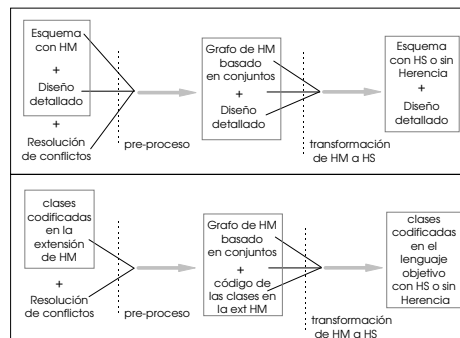 Esquema
con HM
+
Diseño
detallado
+
Resolución
de conflictos
pre-proceso
Grafo de HM
basado
en conjuntos
+
Diseño
detallado
transformación
de HM a HS
Esquema
con HS o sin
Herencia
+
Diseño
detallado
clases
codificadas
en la
extensión
de HM
+
Resolución
de conflictos
pre-proceso
Grafo de HM
basado
en conjuntos
+
código de
las clases en
la ext HM
transformación
de HM a HS
clases
codificadas
en el
lenguaje
objetivo
con HS o sin
Herencia